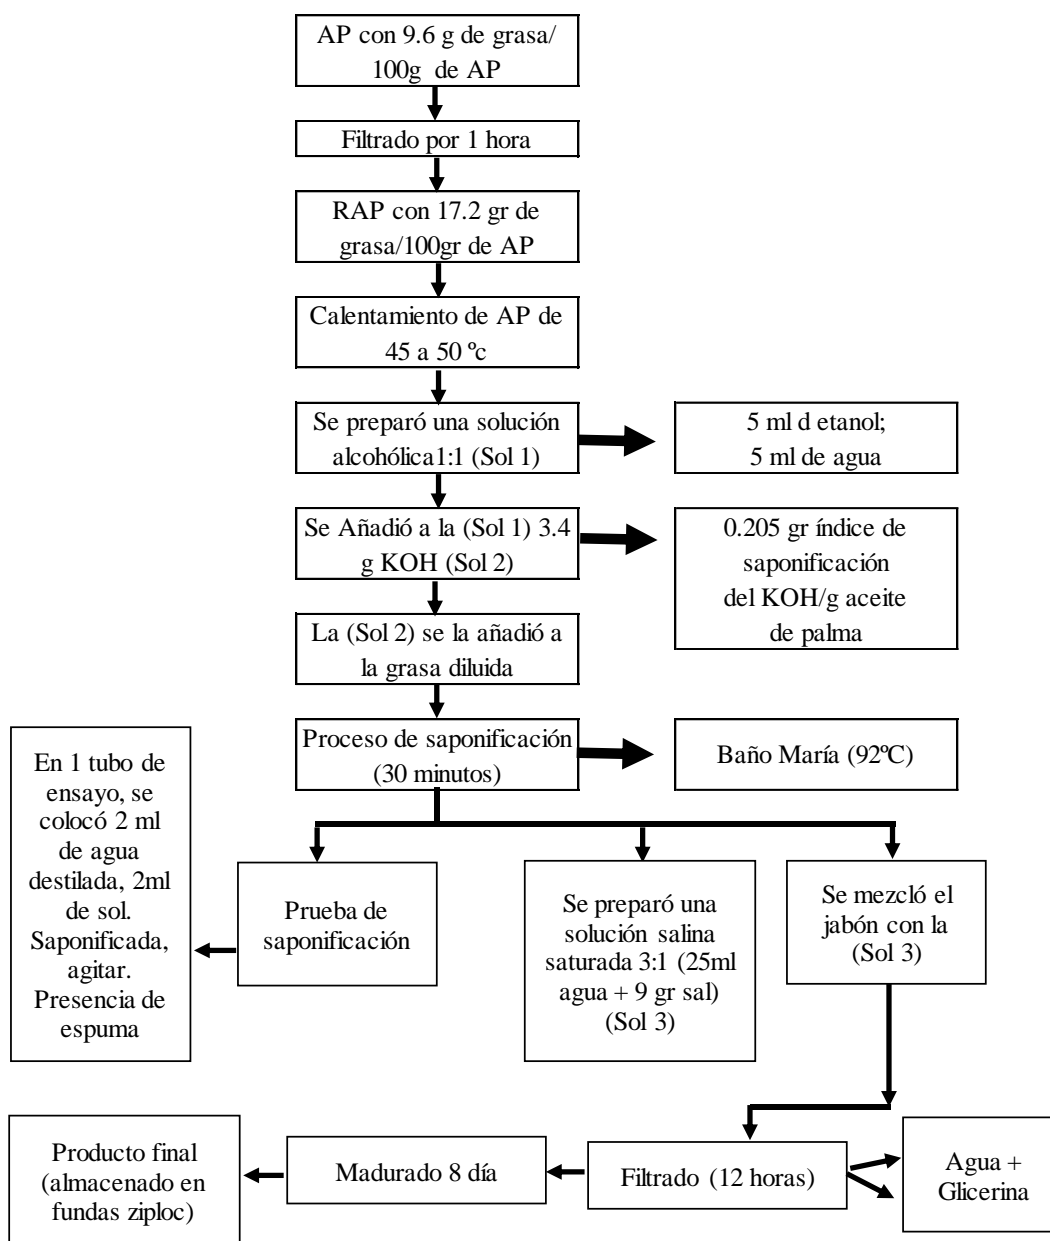 AP con 9.6 g de grasa/
100g de AP
Filtrado por 1 hora
RAP con 17.2 gr de
grasa/100gr de AP
Calentamiento de AP de
45 a 50 ºc
Se preparó una solución
alcohólica1:1 (Sol 1)
5 ml d etanol;
5 ml de agua
Se Añadió a la (Sol 1) 3.4
g KOH (Sol 2)
0.205 gr índice de
saponificación
del KOH/g aceite
de palma
La (Sol 2) se la añadió a
la grasa diluida
Proceso de saponificación
(30 minutos)
Baño María (92ºC)
En 1 tubo de
ensayo, se
colocó 2 ml
de agua
destilada, 2ml
de sol.
Saponificada,
agitar.
Presencia de
espuma
Prueba de
saponificación
Se preparó una
solución salina
saturada 3:1 (25ml
agua + 9 gr sal)
(Sol 3)
Se mezcló el
jabón con la
(Sol 3)
Producto final
(almacenado en
fundas ziploc)
Madurado 8 día
Filtrado (12 horas)
Agua +
Glicerina